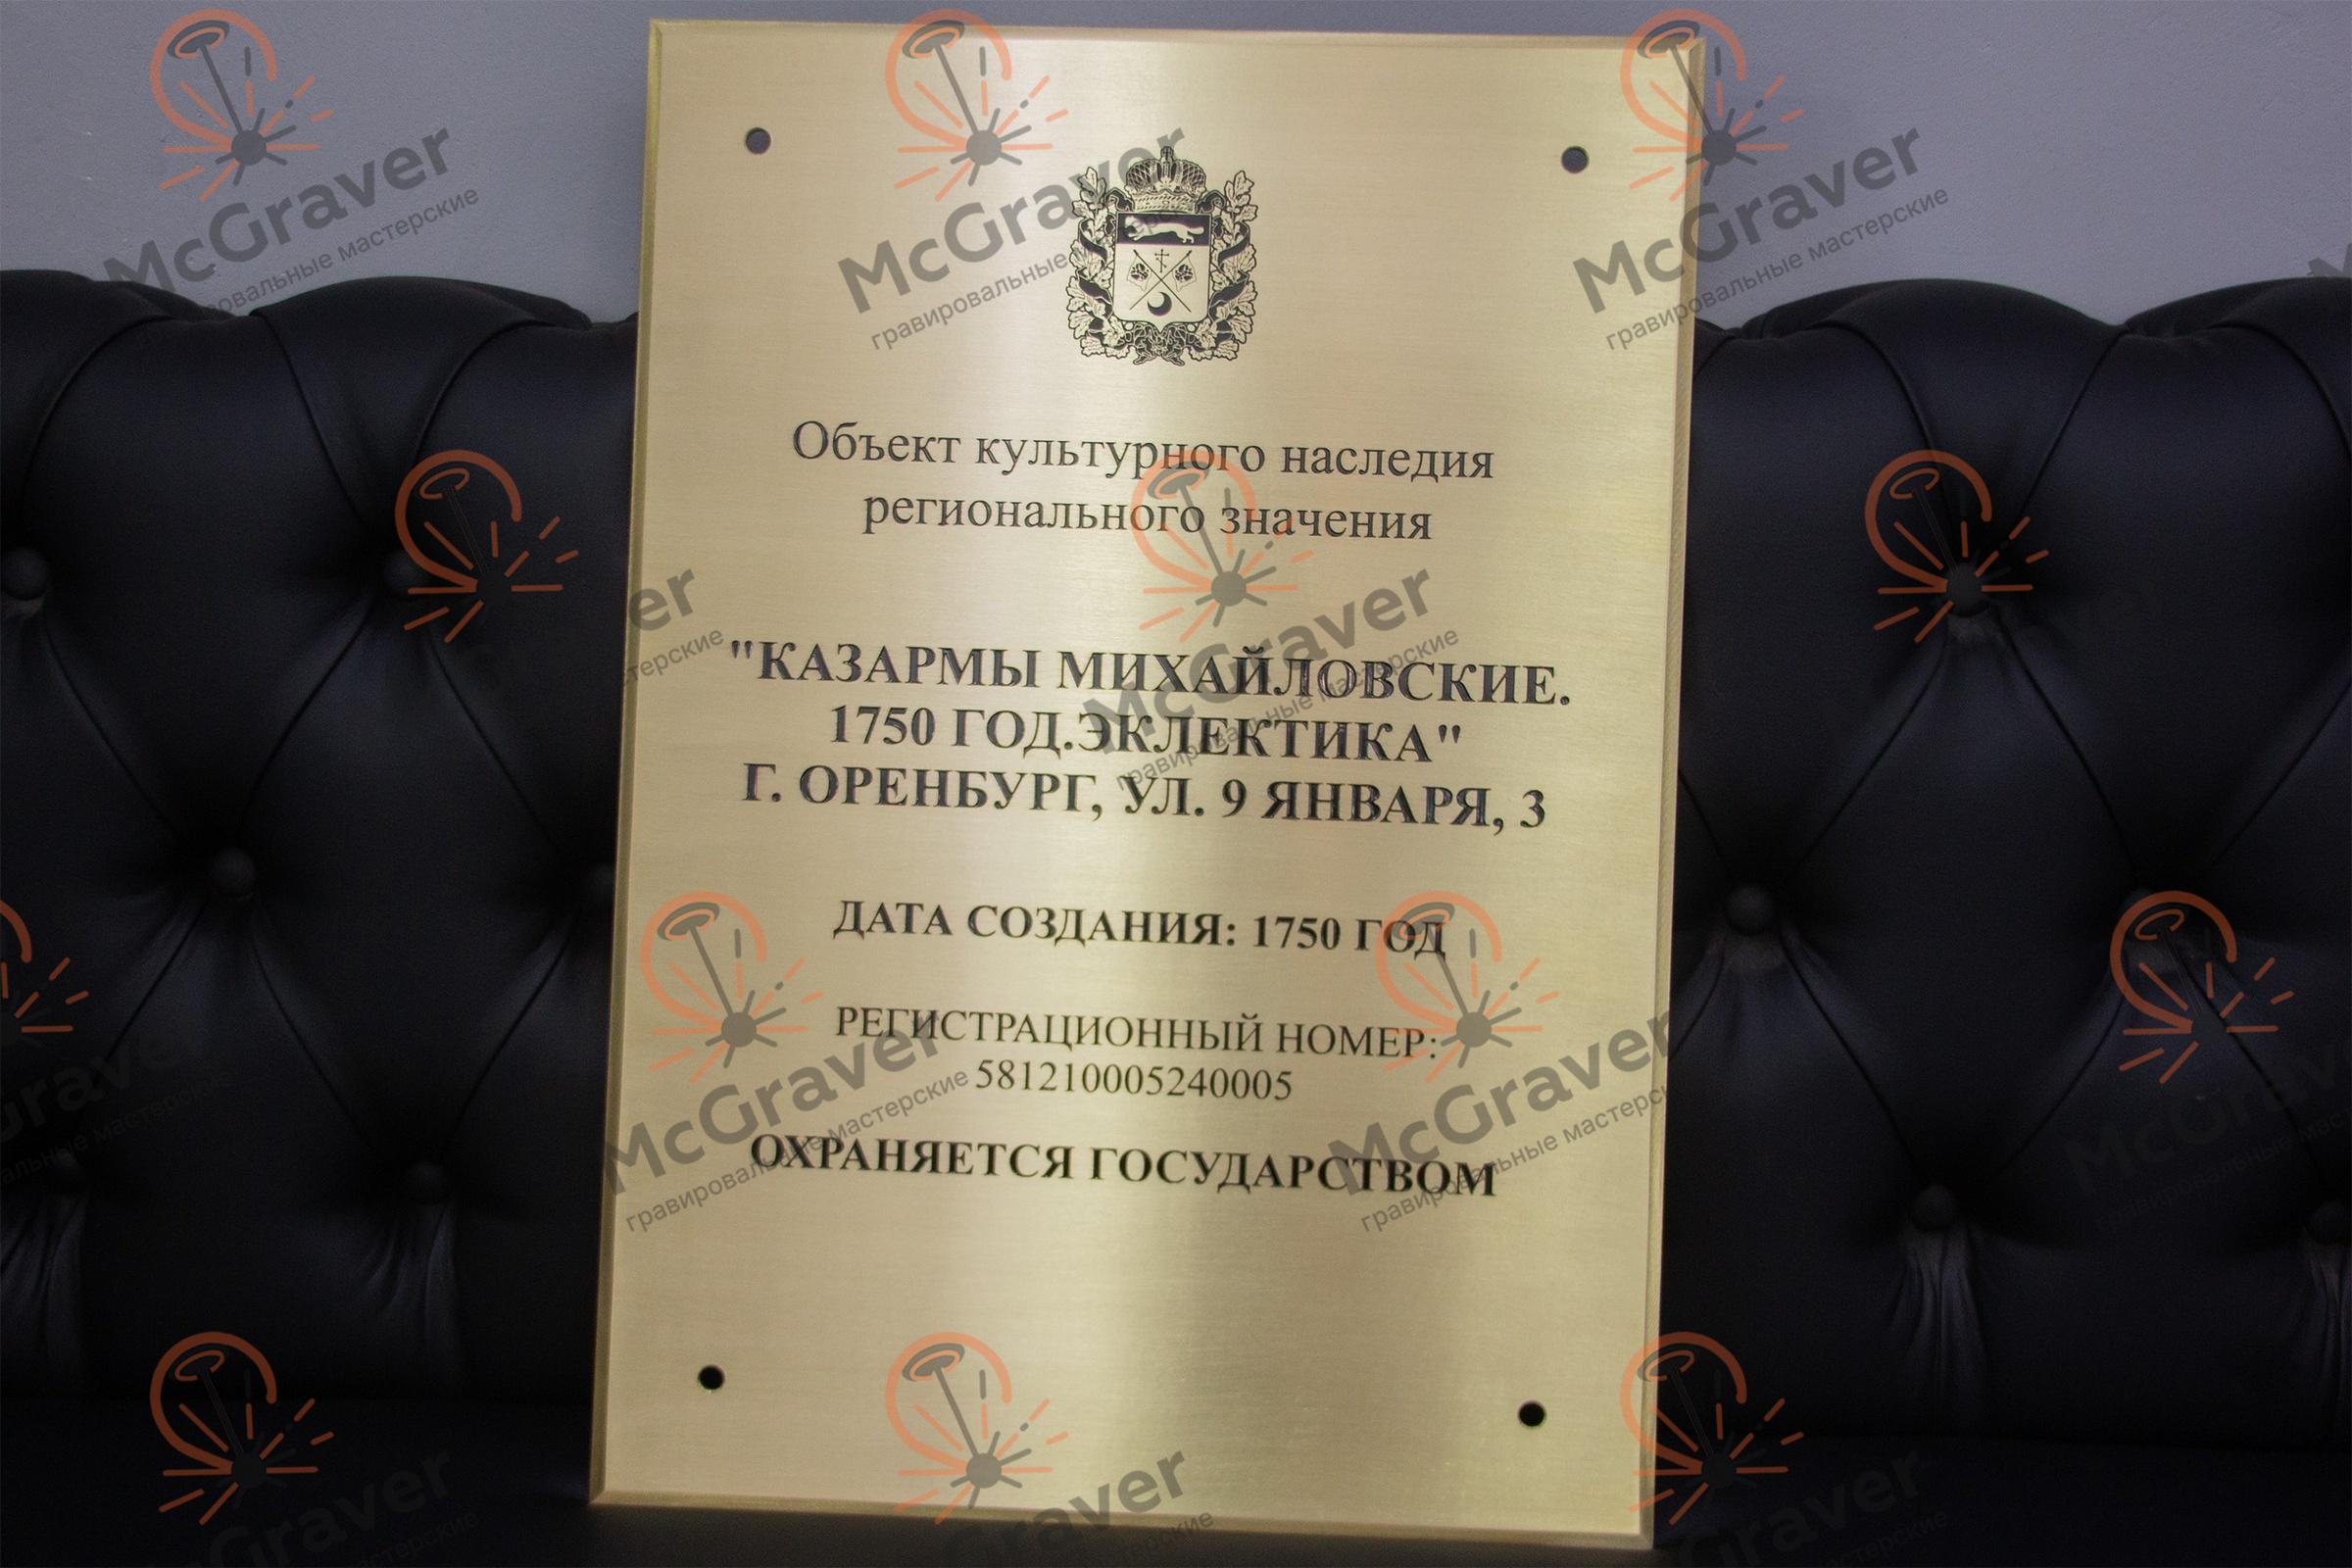 Объект культурного наследия
регионального значения
"КАЗАРМЫ МИХАЙЛОВСКИЕ.
1750 ГОД.ЭКЛЕКТИКА"
Г. ОРЕНБУРГ, УЛ. 9 ЯНВАРЯ, 3
ДАТА СОЗДАНИЯ: 1750 ГОД
РЕГИСТРАЦИОННЫЙ НОМЕР:
581210005240005
ОХРАНЯЕТСЯ ГОСУДАРСТВОМ
McGraver
гравировальные мастерские